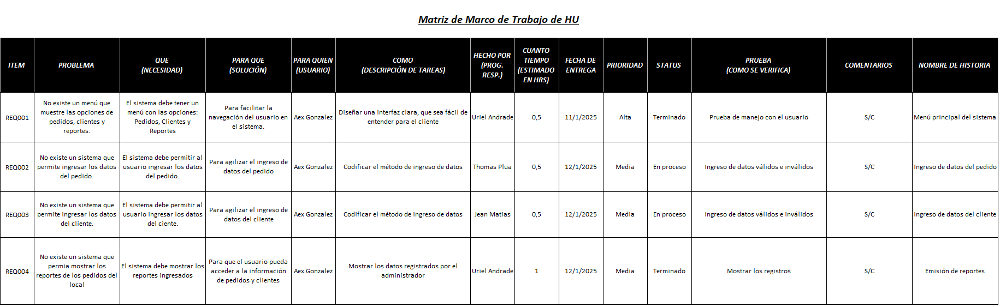 Matriz de Marco de Trabajo de HU
ITEM
PROBLEMA
QUE
(NECESIDAD)
PARA QUE
(SOLUCIÓN)
PARA QUIEN
(USUARIO)
COMO
(DESCRIPCIÓN DE TAREAS)
HECHO POR
(PROG.
RESP.)
CUANTO
TIEMPO
(ESTIMADO
EN HRS)
FECHA DE
ENTREGA
PRIORIDAD
STATUS
PRUEBA
(COMO SE VERIFICA)
COMENTARIOS
NOMBRE DE HISTORIA
REQ001
No existe un menú que
muestre las opciones de
pedidos, clientes y
reportes.
El sistema debe tener un
menú con las opciones:
Pedidos, Clientes y
Reportes
Para facilitar la
navegación del usuario en
el sistema.
Aex Gonzalez
Diseñar una interfaz clara, que sea fácil de
entender para el cliente
Uriel Andrade
0,5
11/1/2025
Alta
Terminado
Prueba de manejo con el usuario
S/C
Menú principal del sistema
REQ002
No existe un sistema que
permite ingresar los datos
del pedido.
El sistema debe permitir al
usuario ingresar los datos
del pedido.
Para agilizar el ingreso de
datos del pedido
Aex Gonzalez
Codificar el método de ingreso de datos
Thomas Plua
0,5
12/1/2025
Media
En proceso
Ingreso de datos válidos e inválidos
S/C
Ingreso de datos del pedido
REQ003
No existe un sistema que
permite ingresar los datos
del cliente.
El sistema debe permitir al
usuario ingresar los datos
del ciente.
Para agilizar el ingreso de
datos del cliente
Aex Gonzalez
Codificar el método de ingreso de datos
Jean Matias
0,5
12/1/2025
Media
En proceso
Ingreso de datos válidos e inválidos
S/C
Ingreso de datos del cliente
REQ004
No existe un sistema que
permia mostrar los
reportes de los pedidos del
local
El sistema debe mostrar los
reportes ingresados
Para que el usuario pueda
acceder a la información
de pedidos y clientes
Aex Gonzalez
Mostrar los datos registrados por el
administrador
Uriel Andrade
1
12/1/2025
Media
Terminado
Mostrar los registros
S/C
Emisión de reportes